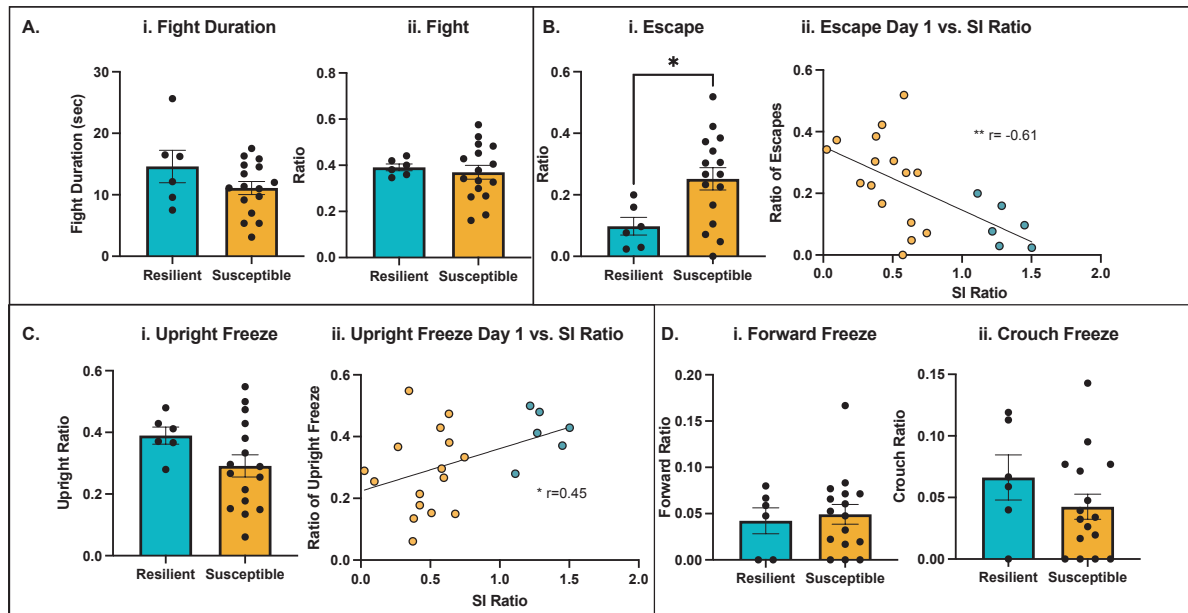 A.
i. Fight Duration
Fight Duration (sec)
30
20
10
0
Resilient
Susceptible
ii. Fight
Ratio
0.8
0.6
0.4
0.2
0.0
Resilient
Susceptible
B.
i. Escape
Ratio
0.6
0.4
0.2
0.0
*
Resilient
Susceptible
ii. Escape Day 1 vs. SI Ratio
Ratio of Escapes
0.6
0.4
0.2
0.0
** r= -0.61
0.0 0.5 1.0 1.5 2.0
SI Ratio
C.
i. Upright Freeze
Upright Ratio
0.6
0.4
0.2
0.0
Resilient
Susceptible
ii. Upright Freeze Day 1 vs. SI Ratio
Ratio of Upright Freeze
0.6
0.4
0.2
0.0
* r=0.45
0.0 0.5 1.0 1.5 2.0
SI Ratio
D.
i. Forward Freeze
Forward Ratio
0.20
0.15
0.10
0.05
0.00
Resilient
Susceptible
ii. Crouch Freeze
Crouch Ratio
0.15
0.10
0.05
0.00
Resilient
Susceptible